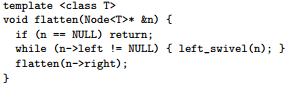 template <class T>
void flatten(Node<T>* &n) {
  if (n == NULL) return;
  while (n->left != NULL) { left_swivel(n); }
  flatten(n->right);
}